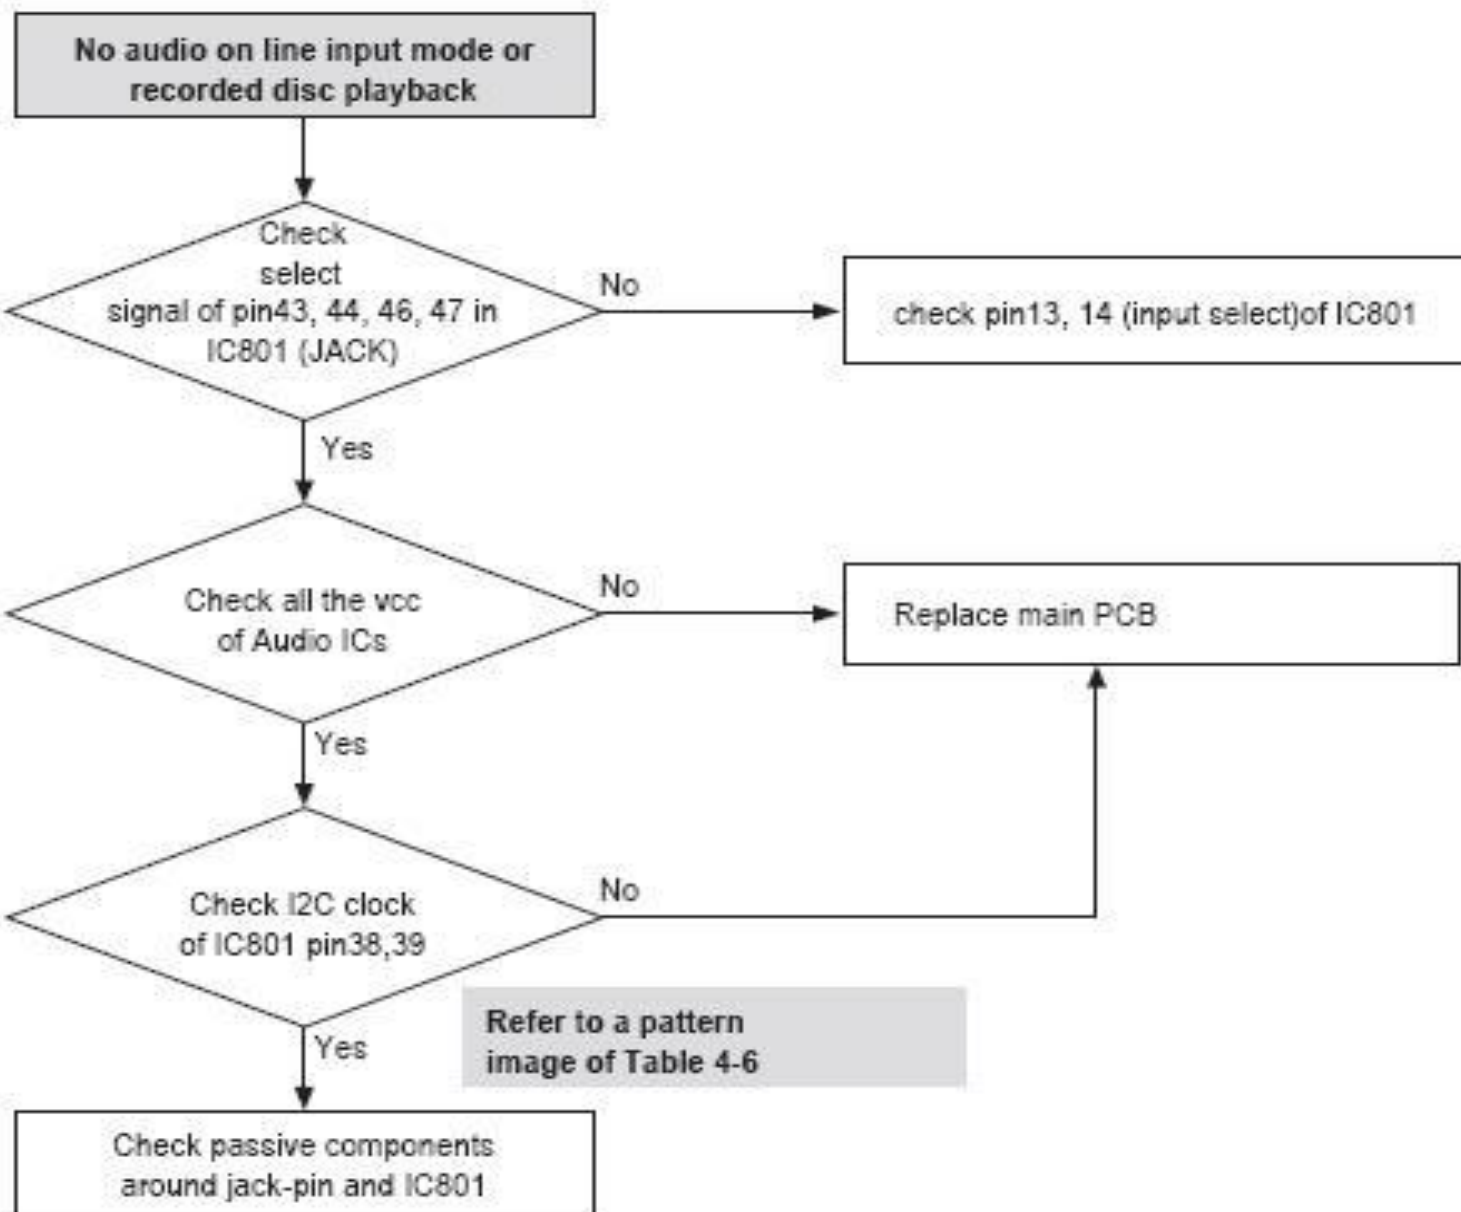 No audio on line input mode or
recorded disc playback
Check
select
signal of pin43, 44, 46, 47 in
IC801 (JACK)
No
check pin13, 14 (input select)of IC801
Yes
Check all the vcc
of Audio ICs
No
Replace main PCB
Yes
Check I2C clock
of IC801 pin38,39
No
Refer to a pattern
image of Table 4-6
Yes
Check passive components
around jack-pin and IC801